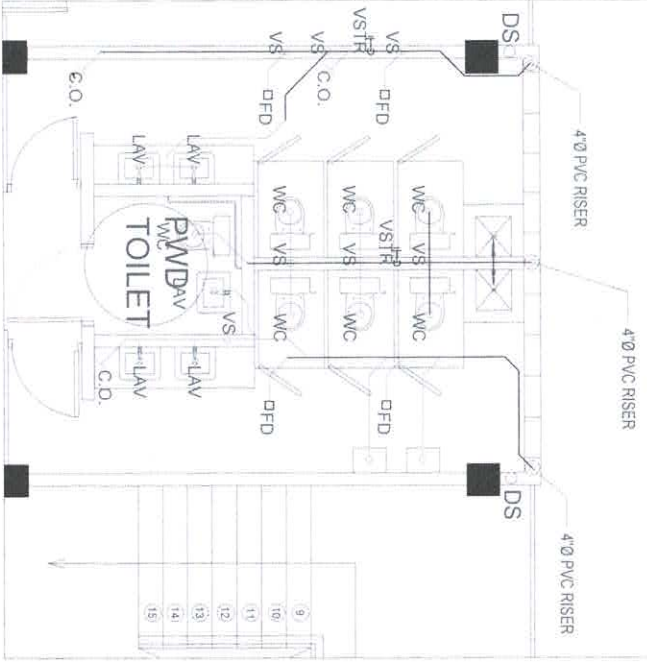 DS
4"Ø PVC RISER
VSTR
VS
VS
VS
C.O.
C.O.
FD
FD
LAV
LAV
WC
WC
WC
4"Ø PVC RISER
PWD
TOILET
WC
LAV
VS
VS
VSTR
VS
VS
WC
WC
WC
LAV
LAV
C.O.
FD
FD
DS
4"Ø PVC RISER
15
14
13
12
11
10
9